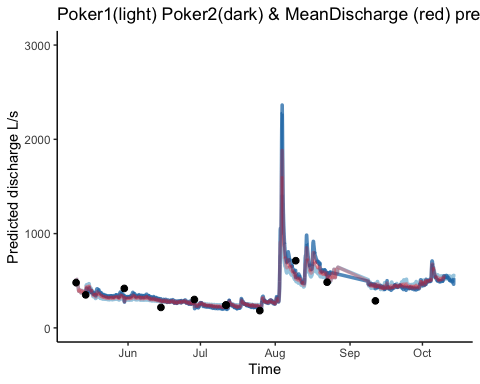 Poker1(light) Poker2(dark) & MeanDischarge (red) pre
Predicted discharge L/s
3000
2000
1000
0
Jun Jul Aug Sep Oct
Time